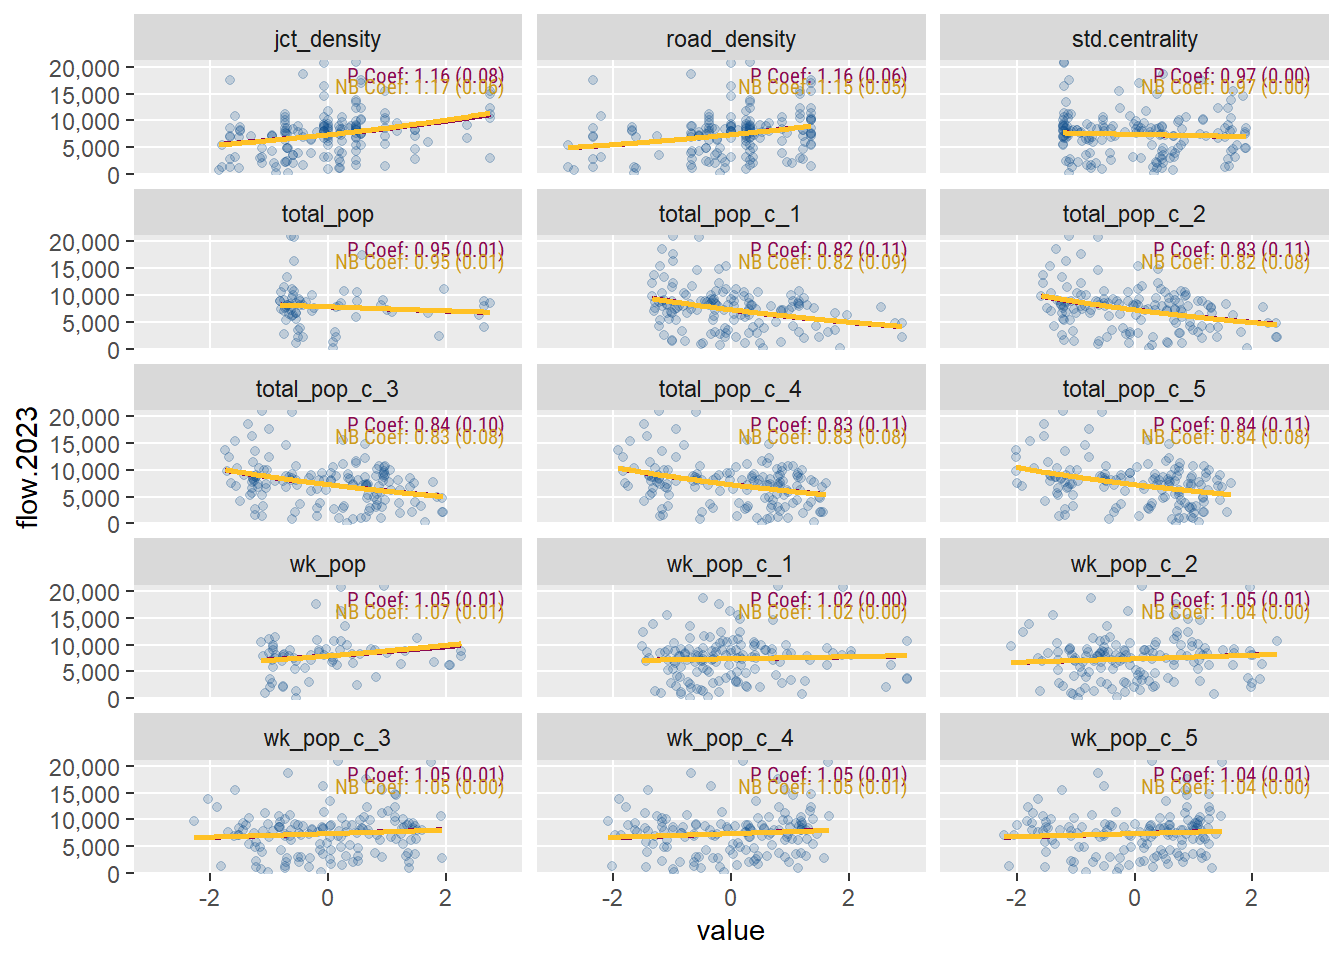 jct_density road_density std.centrality
20,000
15,000
10,000
5,000
0
P Coef: 1.16 (0.08) P Coef: 1.16 (0.06) P Coef: 0.97 (0.00)
NB Coef: 1.17 (0.06) NB Coef: 1.15 (0.05) NB Coef: 0.97 (0.00)
total_pop total_pop_c_1 total_pop_c_2
20,000
15,000
10,000
5,000
0
P Coef: 0.95 (0.01) P Coef: 0.82 (0.11) P Coef: 0.83 (0.11)
NB Coef: 0.95 (0.01) NB Coef: 0.82 (0.09) NB Coef: 0.82 (0.08)
total_pop_c_3 total_pop_c_4 total_pop_c_5
20,000
15,000
10,000
5,000
0
P Coef: 0.84 (0.10) P Coef: 0.83 (0.11) P Coef: 0.84 (0.11)
NB Coef: 0.83 (0.08) NB Coef: 0.83 (0.08) NB Coef: 0.84 (0.08)
flow.2023
wk_pop wk_pop_c_1 wk_pop_c_2
20,000
15,000
10,000
5,000
0
P Coef: 1.05 (0.01) P Coef: 1.02 (0.00) P Coef: 1.05 (0.01)
NB Coef: 1.07 (0.01) NB Coef: 1.02 (0.00) NB Coef: 1.04 (0.00)
wk_pop_c_3 wk_pop_c_4 wk_pop_c_5
20,000
15,000
10,000
5,000
0
P Coef: 1.05 (0.01) P Coef: 1.05 (0.01) P Coef: 1.04 (0.01)
NB Coef: 1.05 (0.00) NB Coef: 1.05 (0.01) NB Coef: 1.04 (0.00)
-2 0 2 -2 0 2 -2 0 2
value